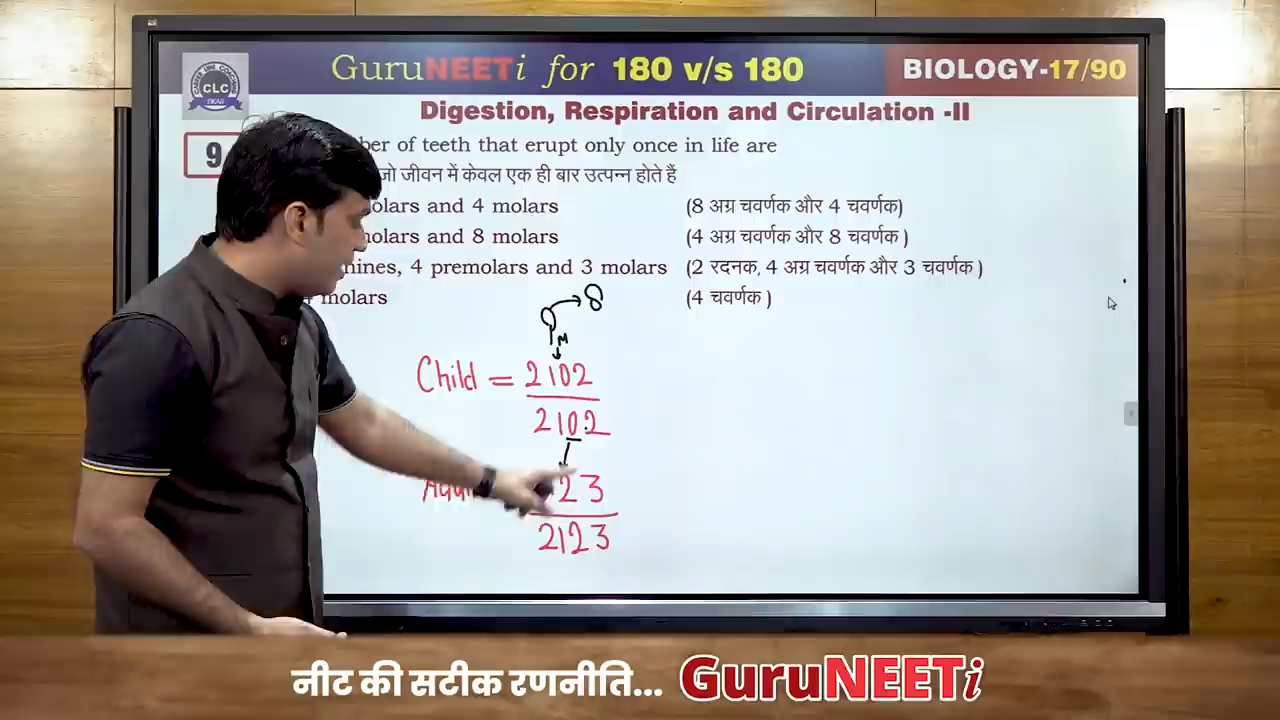 GuruNEETi for 180 v/s 180
BIOLOGY-17/90
CLC
Digestion, Respiration and Circulation -II
9
of teeth that erupt only once in life are
जो जीवन में केवल एक ही बार उत्पन्न होते हैं
and 4 molars (8 अग्र चवर्णक और 4 चवर्णक)
and 8 molars (4 अग्र चवर्णक और 8 चवर्णक )
4 premolars and 3 molars (2 रदनक, 4 अग्र चवर्णक और 3 चवर्णक )
molars (4 चवर्णक )
8
PM
Child = 2102
2102
23
2123
नीट की सटीक रणनीति... GuruNEETi